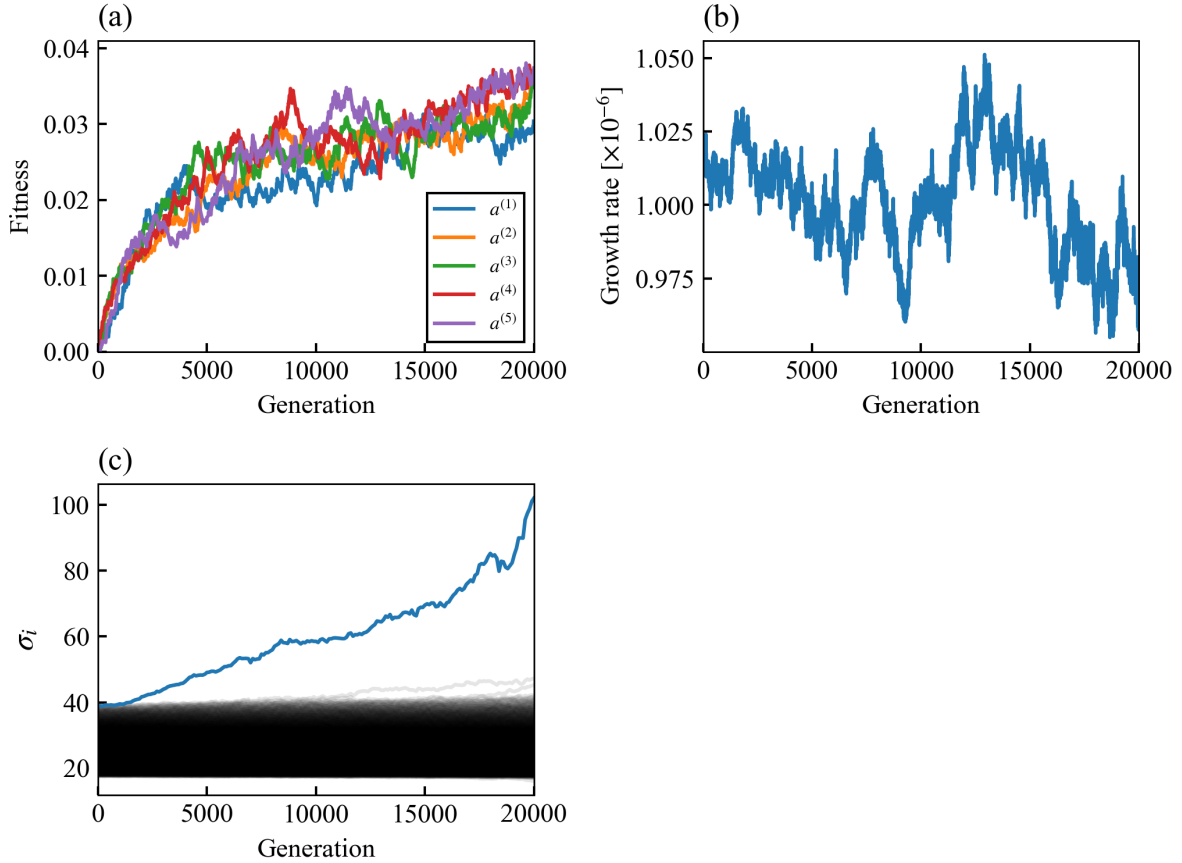 (a)
0.04
0.03
0.02
0.01
0.00
Fitness
a(1)
a(2)
a(3)
a(4)
a(5)
0 5000 10000 15000 20000
Generation
(b)
1.050
1.025
1.000
0.975
Growth rate [×10−6]
0 5000 10000 15000 20000
Generation
(c)
100
80
60
40
20
σi
0 5000 10000 15000 20000
Generation